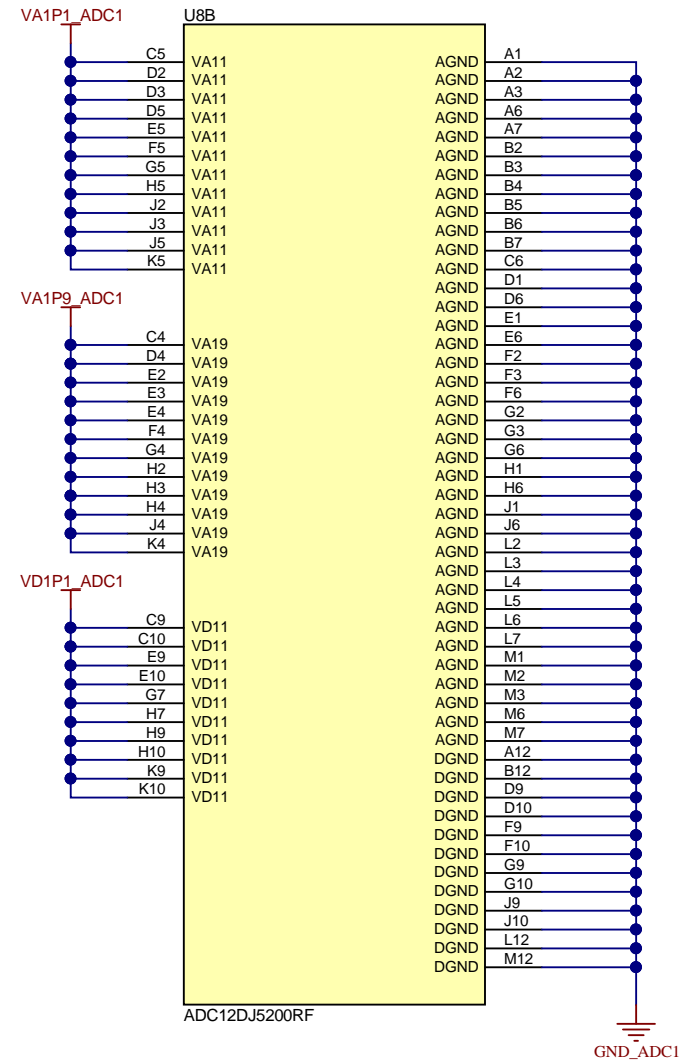 VA1P1_ADC1
U8B
C5 VA11
D2 VA11
D3 VA11
D5 VA11
E5 VA11
F5 VA11
G5 VA11
H5 VA11
J2 VA11
J3 VA11
J5 VA11
K5 VA11
VA1P9_ADC1
C4 VA19
D4 VA19
E2 VA19
E3 VA19
E4 VA19
F4 VA19
G4 VA19
H2 VA19
H3 VA19
H4 VA19
J4 VA19
K4 VA19
VD1P1_ADC1
C9 VD11
C10 VD11
E9 VD11
E10 VD11
G7 VD11
H7 VD11
H9 VD11
H10 VD11
K9 VD11
K10 VD11
AGND A1
AGND A2
AGND A3
AGND A6
AGND A7
AGND B2
AGND B3
AGND B4
AGND B5
AGND B6
AGND B7
AGND C6
AGND D1
AGND D6
AGND E1
AGND E6
AGND F2
AGND F3
AGND F6
AGND G2
AGND G3
AGND G6
AGND H1
AGND H6
AGND J1
AGND J6
AGND L2
AGND L3
AGND L4
AGND L5
AGND L6
AGND L7
AGND M1
AGND M2
AGND M3
AGND M6
AGND M7
DGND A12
DGND B12
DGND D9
DGND D10
DGND F9
DGND F10
DGND G9
DGND G10
DGND J9
DGND J10
DGND L12
DGND M12
ADC12DJ5200RF
GND_ADC1